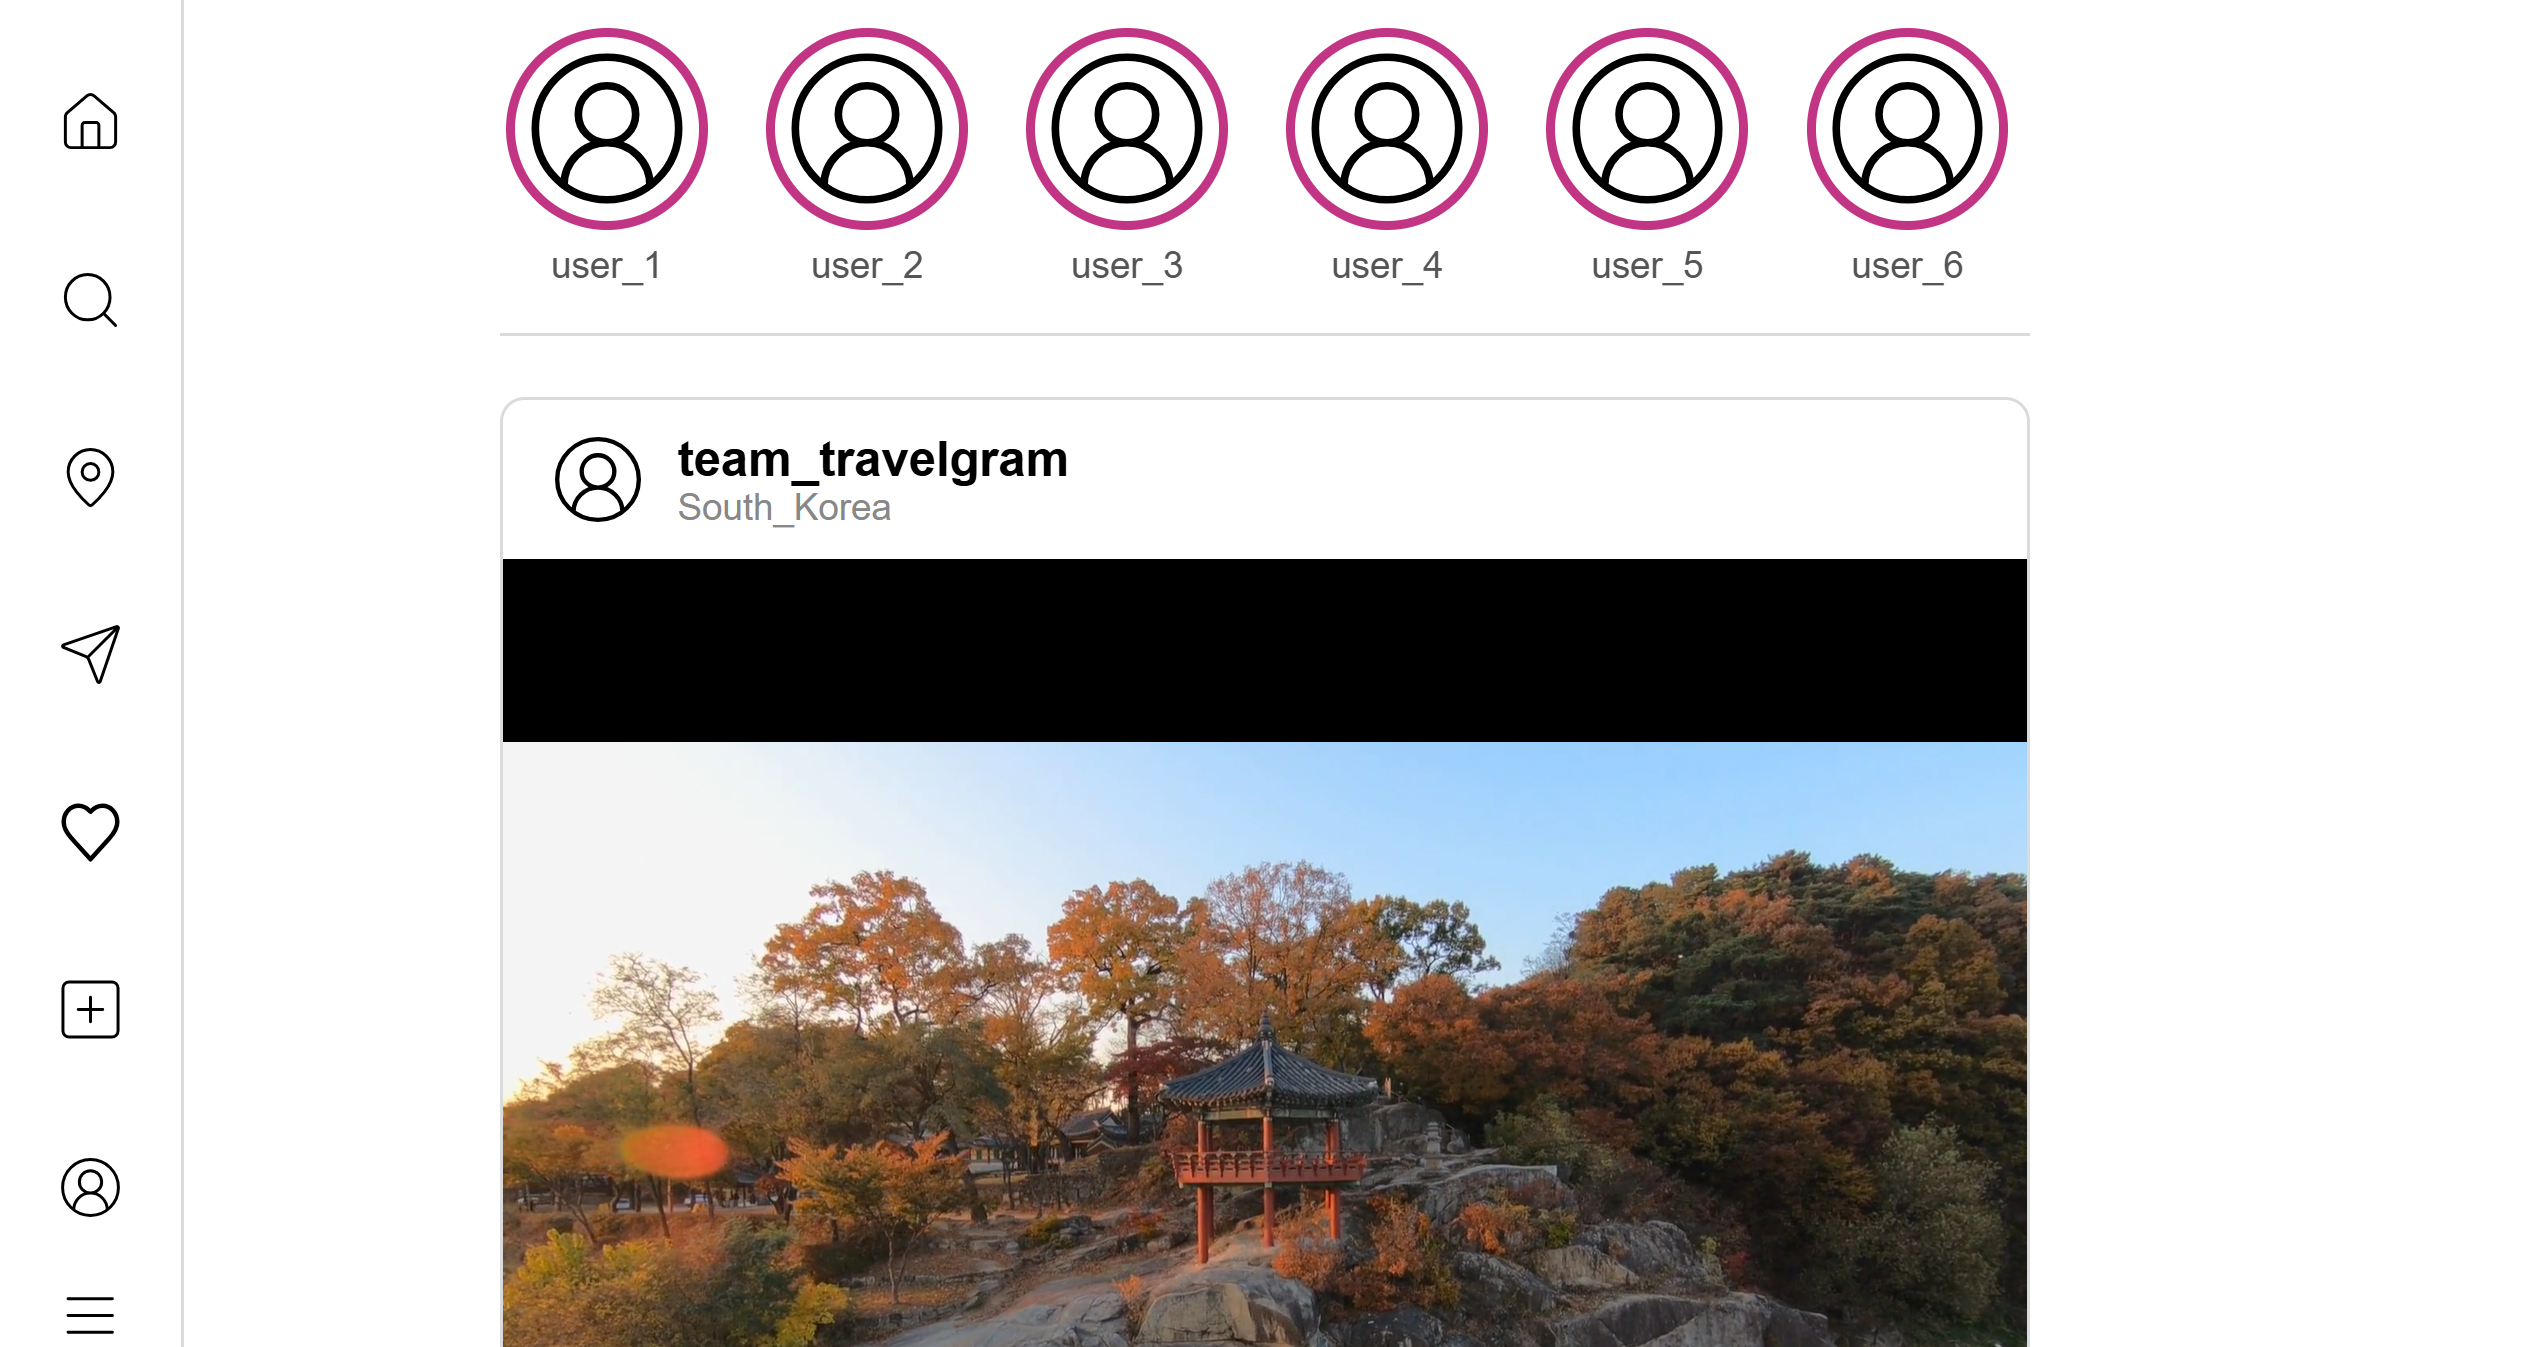 user_1
user_2
user_3
user_4
user_5
user_6
team_travelgram
South_Korea